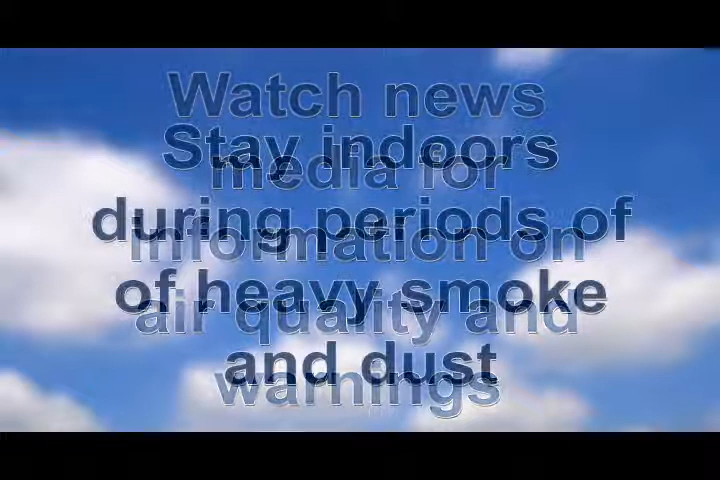 Watch news
Stay indoors
media for
during periods of
information on
of heavy smoke
air quality and
and dust
warnings